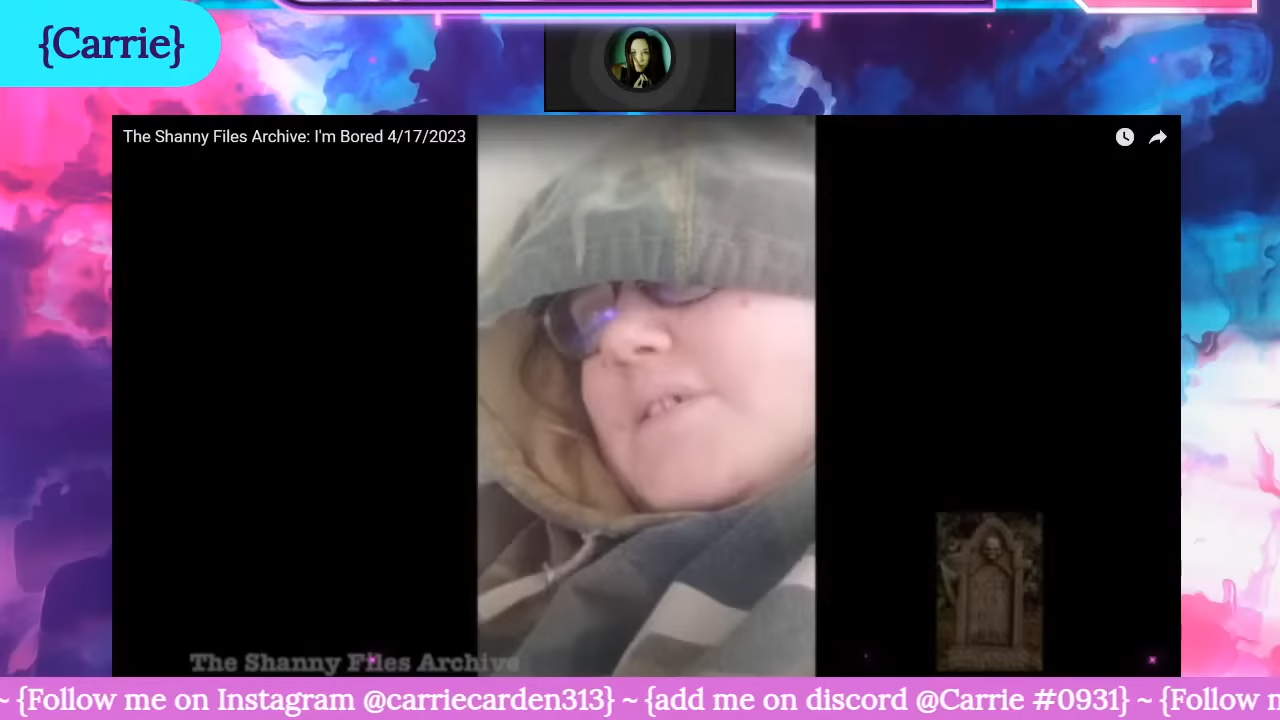 {Carrie}
The Shanny Files Archive: I'm Bored 4/17/2023
The Shanny Files Archive
~ {Follow me on Instagram @carriecarden313} ~ {add me on discord @Carrie #0931} ~ {Follow